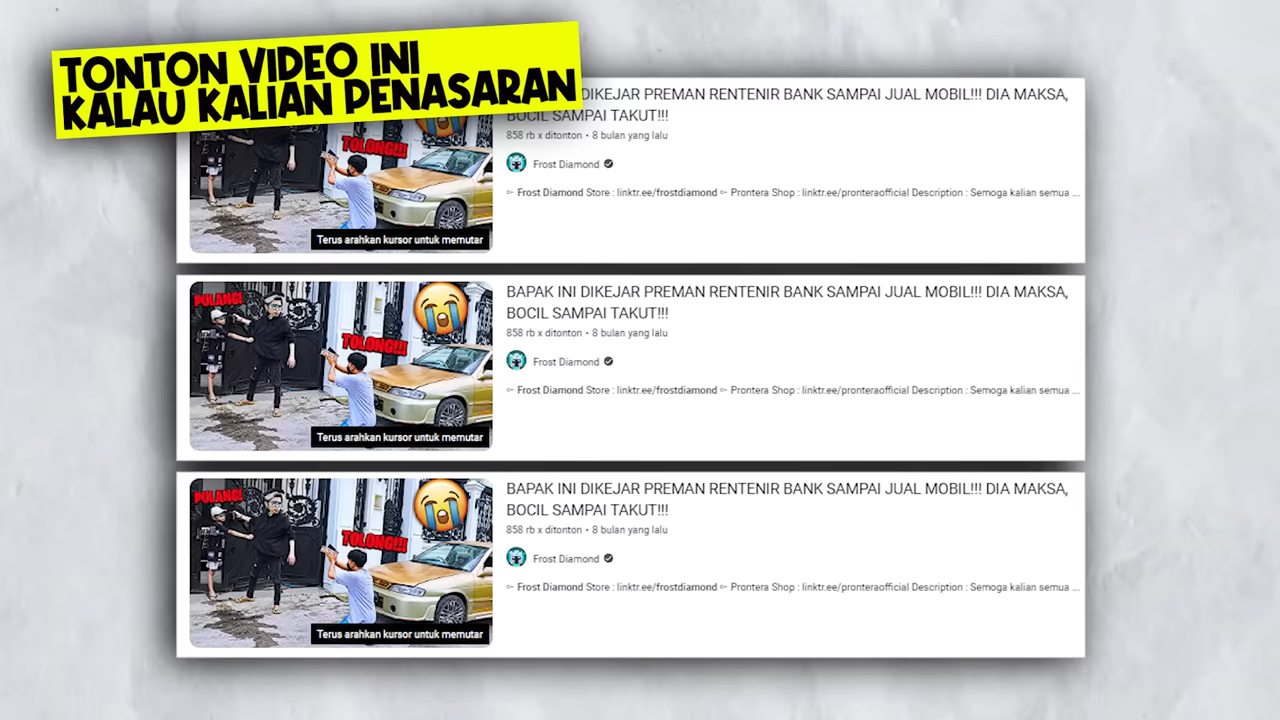 TONTON VIDEO INI
KALAU KALIAN PENASARAN
DIKEJAR PREMAN RENTENIR BANK SAMPAI JUAL MOBIL!!! DIA MAKSA,
BOCIL SAMPAI TAKUT!!!
858 rb x ditonton • 8 bulan yang lalu
Frost Diamond
➳ Frost Diamond Store : linktr.ee/frostdiamond ➳ Prontera Shop : linktr.ee/pronteraofficial Description : Semoga kalian semua ...
TOLONG!!!
Terus arahkan kursor untuk memutar
BAPAK INI DIKEJAR PREMAN RENTENIR BANK SAMPAI JUAL MOBIL!!! DIA MAKSA,
BOCIL SAMPAI TAKUT!!!
858 rb x ditonton • 8 bulan yang lalu
Frost Diamond
➳ Frost Diamond Store : linktr.ee/frostdiamond ➳ Prontera Shop : linktr.ee/pronteraofficial Description : Semoga kalian semua ...
PULANG!
TOLONG!!!
Terus arahkan kursor untuk memutar
BAPAK INI DIKEJAR PREMAN RENTENIR BANK SAMPAI JUAL MOBIL!!! DIA MAKSA,
BOCIL SAMPAI TAKUT!!!
858 rb x ditonton • 8 bulan yang lalu
Frost Diamond
➳ Frost Diamond Store : linktr.ee/frostdiamond ➳ Prontera Shop : linktr.ee/pronteraofficial Description : Semoga kalian semua ...
PULANG!
TOLONG!!!
Terus arahkan kursor untuk memutar